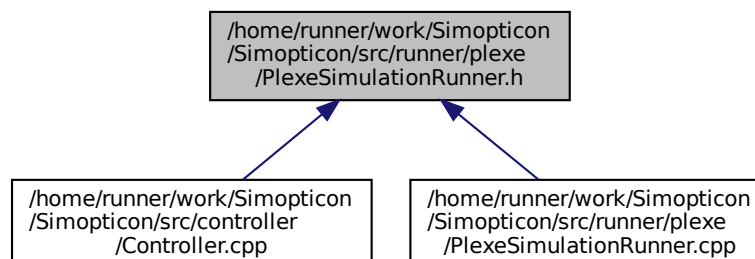 /home/runner/work/Simopticon
/Simopticon/src/runner/plexe
/PlexeSimulationRunner.h
/home/runner/work/Simopticon
/Simopticon/src/controller
/Controller.cpp
/home/runner/work/Simopticon
/Simopticon/src/runner/plexe
/PlexeSimulationRunner.cpp